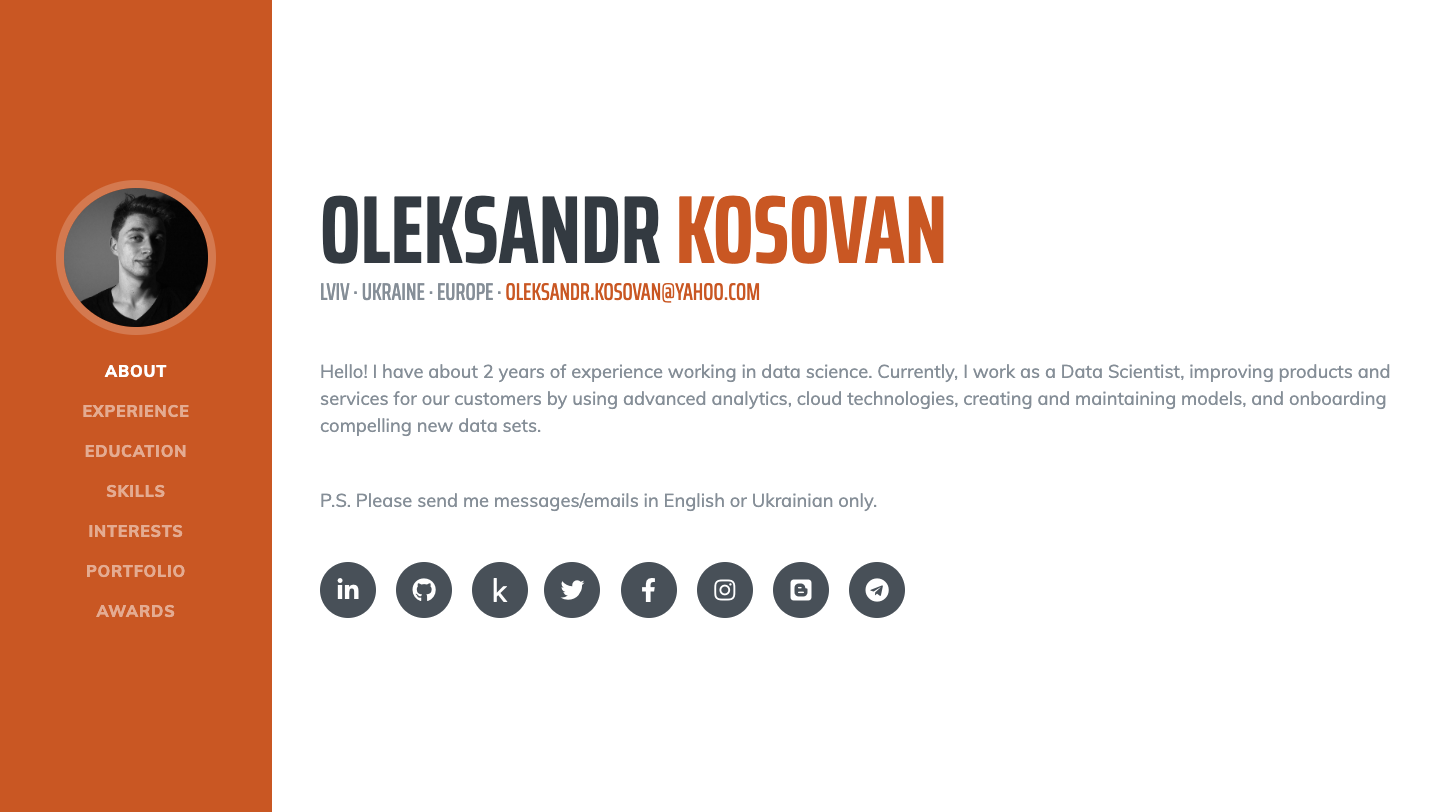 ABOUT
EXPERIENCE
EDUCATION
SKILLS
INTERESTS
PORTFOLIO
AWARDS
OLEKSANDR KOSOVAN
LVIV · UKRAINE · EUROPE · OLEKSANDR.KOSOVAN@YAHOO.COM
Hello! I have about 2 years of experience working in data science. Currently, I work as a Data Scientist, improving products and
services for our customers by using advanced analytics, cloud technologies, creating and maintaining models, and onboarding
compelling new data sets.
P.S. Please send me messages/emails in English or Ukrainian only.
in k f B